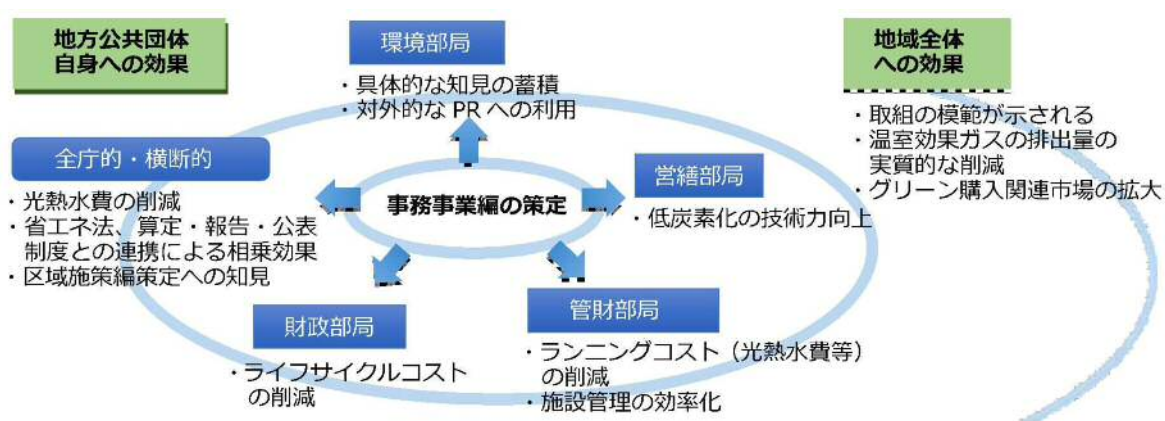 地方公共団体
自身への効果
環境部局
・具体的な知見の蓄積
・対外的な PR への利用
地域全体
への効果
・取組の模範が示される
・温室効果ガスの排出量の
実質的な削減
・グリーン購入関連市場の拡大
全庁的・横断的
・光熱水費の削減
・省エネ法、算定・報告・公表
制度との連携による相乗効果
・区域施策編策定への知見
事務事業編の策定
営繕部局
・低炭素化の技術力向上
財政部局
・ライフサイクルコスト
の削減
管財部局
・ランニングコスト（光熱水費等）
の削減
・施設管理の効率化